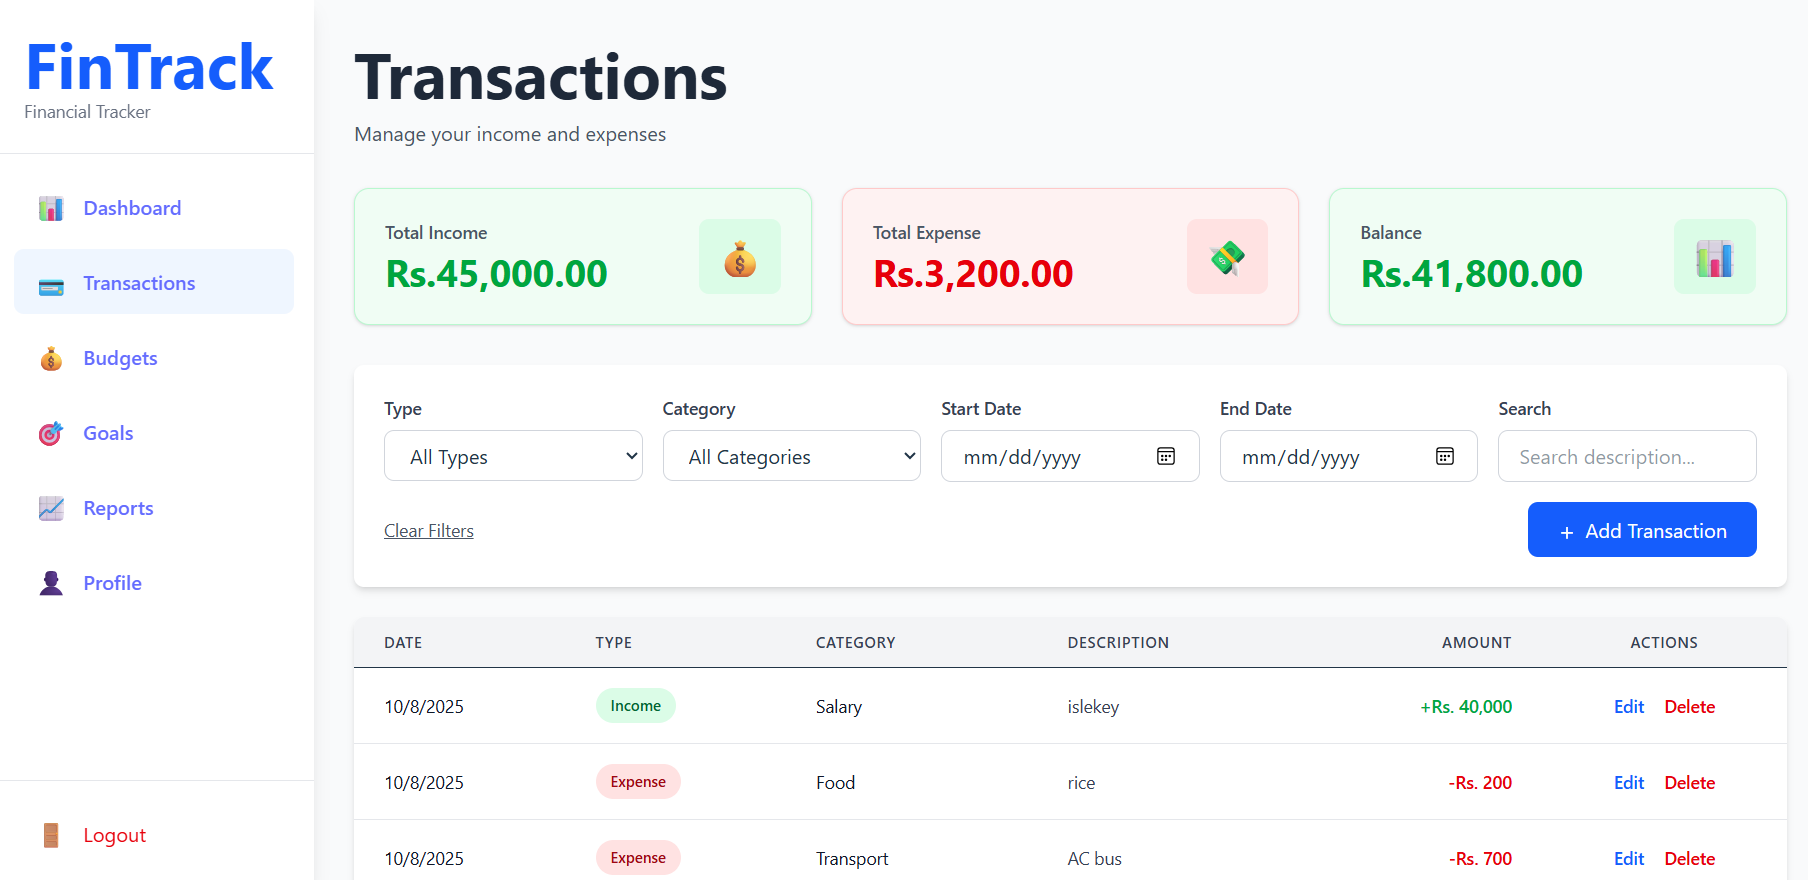 FinTrack
Financial Tracker
Dashboard
Transactions
Budgets
Goals
Reports
Profile
Logout
Transactions
Manage your income and expenses
Total Income
Rs.45,000.00
Total Expense
Rs.3,200.00
Balance
Rs.41,800.00
Type
All Types
Category
All Categories
Start Date
mm/dd/yyyy
End Date
mm/dd/yyyy
Search
Search description...
Clear Filters
+ Add Transaction
DATE TYPE CATEGORY DESCRIPTION AMOUNT ACTIONS
10/8/2025 Income Salary islekey +Rs. 40,000 Edit Delete
10/8/2025 Expense Food rice -Rs. 200 Edit Delete
10/8/2025 Expense Transport AC bus -Rs. 700 Edit Delete